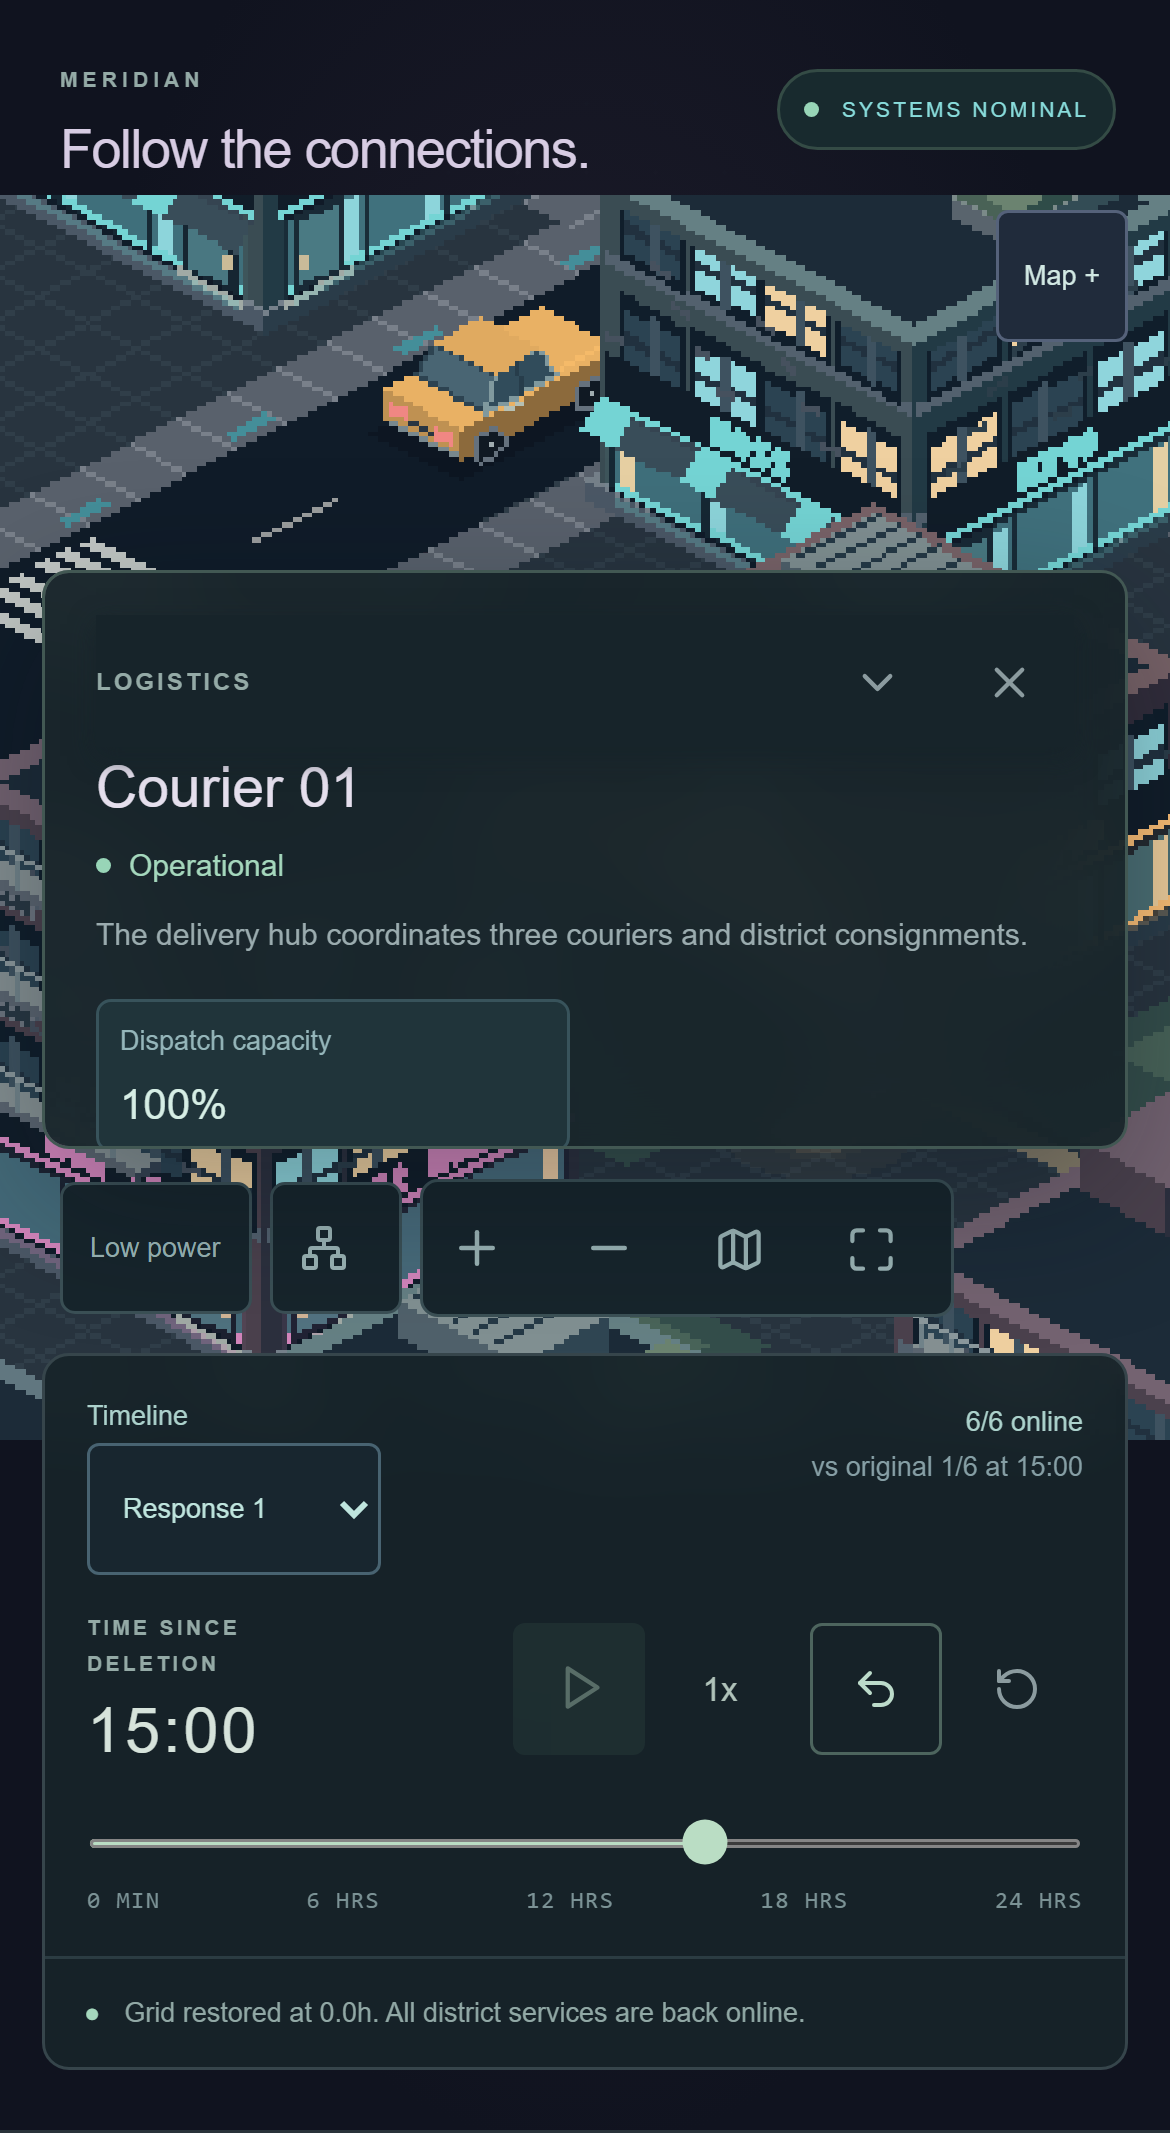 MERIDIAN
Follow the connections.
SYSTEMS NOMINAL
Map +
LOGISTICS
Courier 01
Operational
The delivery hub coordinates three couriers and district consignments.
Dispatch capacity
100%
Low power
Timeline
6/6 online
vs original 1/6 at 15:00
Response 1
TIME SINCE
DELETION
15:00
1x
0 MIN
6 HRS
12 HRS
18 HRS
24 HRS
Grid restored at 0.0h. All district services are back online.